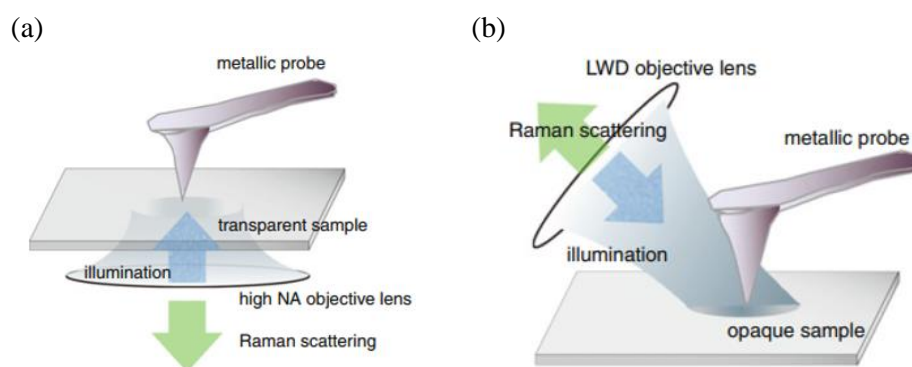 (a)
metallic probe
transparent sample
illumination
high NA objective lens
Raman scattering
(b)
LWD objective lens
Raman scattering
metallic probe
illumination
opaque sample